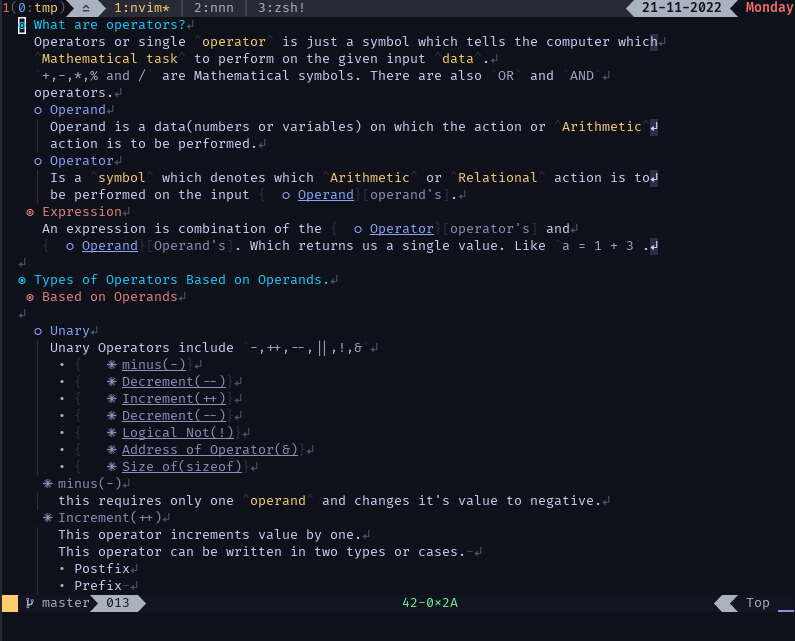 1(0:tmp) 1:nvim* | 2:nnn | 3:zsh! 21-11-2022 Monday
What are operators?↲
Operators or single ^operator^ is just a symbol which tells the computer which↲
^Mathematical task^ to perform on the given input ^data^.↲
`+,-,*,% and /` are Mathematical symbols. There are also `OR` and `AND`↲
operators.↲
Operand↲
Operand is a data(numbers or variables) on which the action or ^Arithmetic^↲
action is to be performed.↲
Operator↲
Is a ^symbol^ which denotes which ^Arithmetic^ or ^Relational^ action is to↲
be performed on the input { ○ Operand}[operand's].↲
Expression↲
An expression is combination of the { ○ Operator}[operator's] and↲
{ ○ Operand}[Operand's]. Which returns us a single value. Like `a = 1 + 3`.↲
↲
Types of Operators Based on Operands.↲
Based on Operands↲
↲
Unary↲
Unary Operators include `-,++,--,||,!,&`↲
• { ✳ minus(-)}↲
• { ✳ Decrement(--)}↲
• { ✳ Increment(++)}↲
• { ✳ Decrement(--)}↲
• { ✳ Logical Not(!)}↲
• { ✳ Address of Operator(&)}↲
• { ✳ Size of(sizeof)}↲
✳ minus(-)↲
this requires only one ^operand^ and changes it's value to negative.↲
✳ Increment(++)↲
This operator increments value by one.↲
This operator can be written in two types or cases.-↲
• Postfix↲
• Prefix-↲
master 013 42-0×2A Top